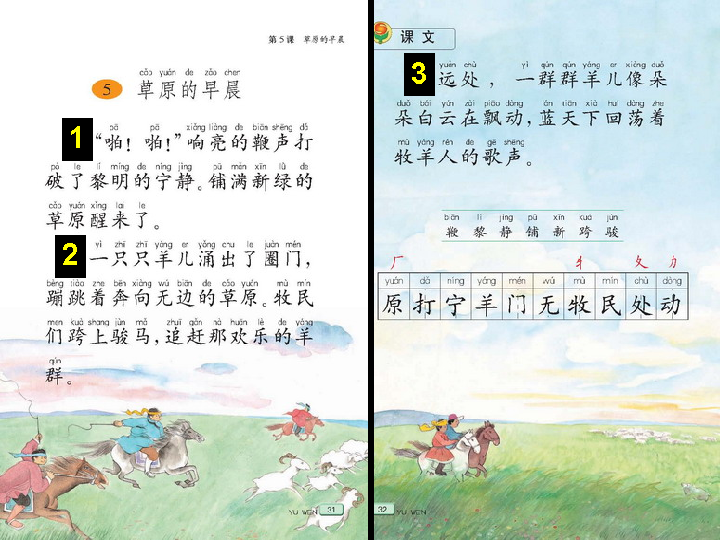 第5课 草原的早晨
cǎo yuán de zǎo chen
5 草原的早晨
pā pā xiǎng liàng de biān shēng dǎ
1 “啪！啪！”响亮的鞭声打
pò le lí míng de níng jìng pū mǎn xīn lǜ de
破了黎明的宁静。铺满新绿的
cǎo yuán xǐng lai le
草原醒来了。
yì zhī zhī yáng er yǒng chu le juàn mén
2 一只只羊儿涌出了圈门，
bèng tiào zhe bēn xiàng wú biān de cǎo yuán mù mín
蹦跳着奔向无边的草原。牧民
men kuà shang jùn mǎ zhuī gǎn nà huān lè de yáng
们跨上骏马，追赶那欢乐的羊
qún
群。
YU WEN 31
课文
yuǎn chù yì qún qún yáng er xiàng duǒ
3 远处，一群群羊儿像朵
duǒ bái yún zài piāo dòng lán tiān xià huí dàng zhe
朵白云在飘动，蓝天下回荡着
mù yáng rén de gē shēng
牧羊人的歌声。
biān lí jìng pū xīn kuà jùn
鞭 黎 静 铺 新 跨 骏
厂 牜 夂 力
yuán dǎ níng yáng mén wú mù mín chù dòng
原 打 宁 羊 门 无 牧 民 处 动
32 YU WEN